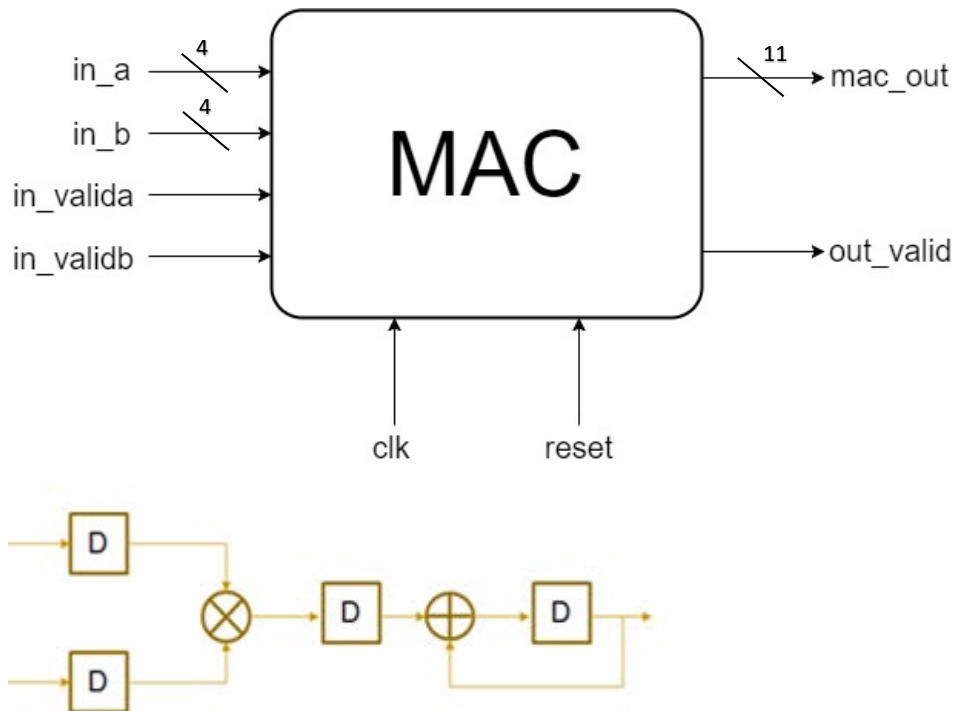 4
in_a
11
mac_out
4
in_b
MAC
in_valida
in_validb
out_valid
clk reset
D
D D
D